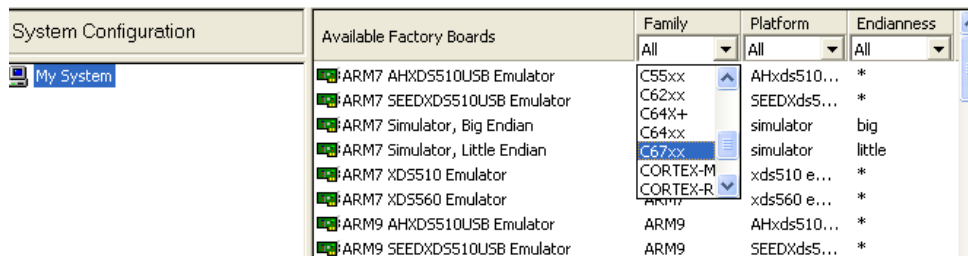 System Configuration
Available Factory Boards Family Platform Endianness
All All All
My System
ARM7 AHXDS510USB Emulator C55xx AHxds510... *
ARM7 SEEDXDS510USB Emulator C62xx SEEDXds5... *
C64X+
ARM7 Simulator, Big Endian C64xx simulator big
ARM7 Simulator, Little Endian C67xx simulator little
ARM7 XDS510 Emulator CORTEX-M xds510 e... *
CORTEX-R
ARM7 XDS560 Emulator ARM7 xds560 e... *
ARM9 AHXDS510USB Emulator ARM9 AHxds510... *
ARM9 SEEDXDS510USB Emulator ARM9 SEEDXds5... *